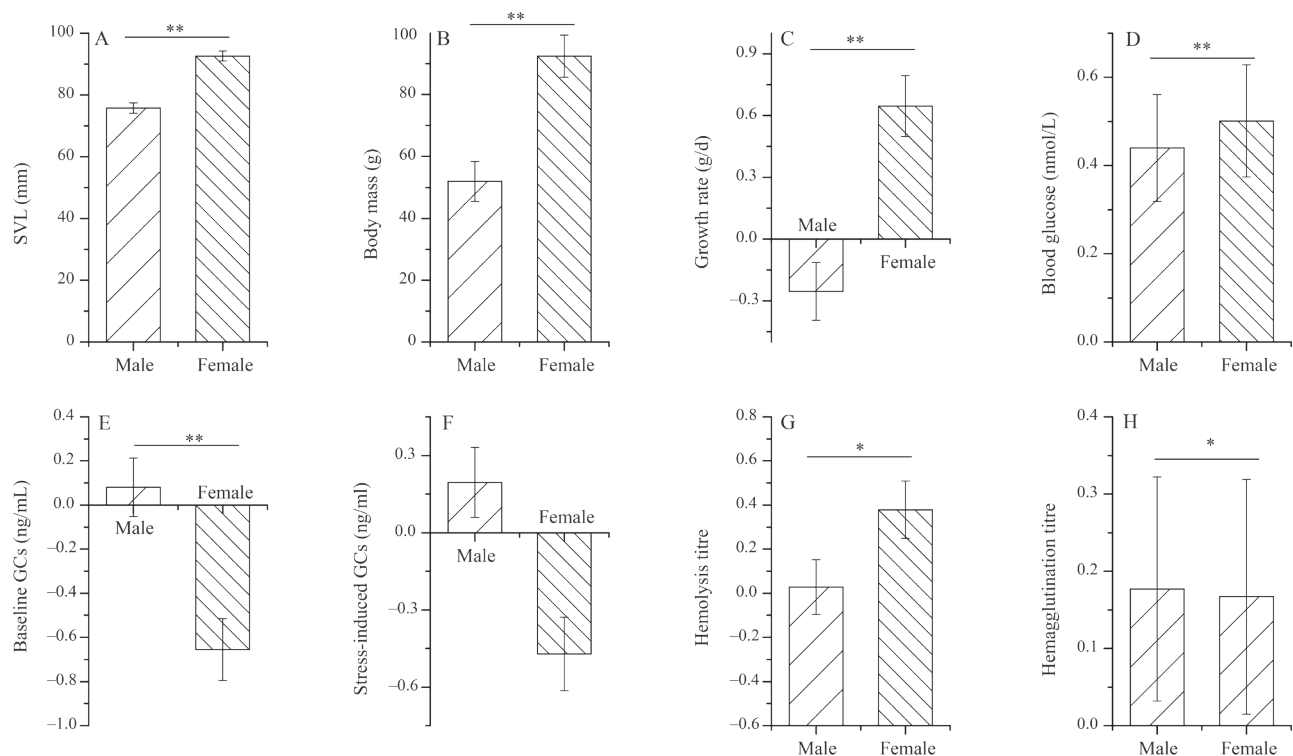 A
**
SVL (mm)
100
80
60
40
20
0
Male Female
B
**
Body mass (g)
100
80
60
40
20
0
Male Female
C
**
Growth rate (g/d)
0.9
0.6
0.3
0.0
–0.3
Male
Female
D
**
Blood glucose (nmol/L)
0.6
0.4
0.2
0.0
Male Female
E
**
Baseline GCs (ng/mL)
0.4
0.2
0.0
–0.2
–0.4
–0.6
–0.8
–1.0
Female
Male
F
Stress-induced GCs (ng/ml)
0.3
0.0
–0.3
–0.6
Female
Male
G
*
Hemolysis titre
0.8
0.6
0.4
0.2
0.0
–0.2
–0.4
–0.6
Male Female
H
*
Hemagglutination titre
0.4
0.3
0.2
0.1
0.0
Male Female